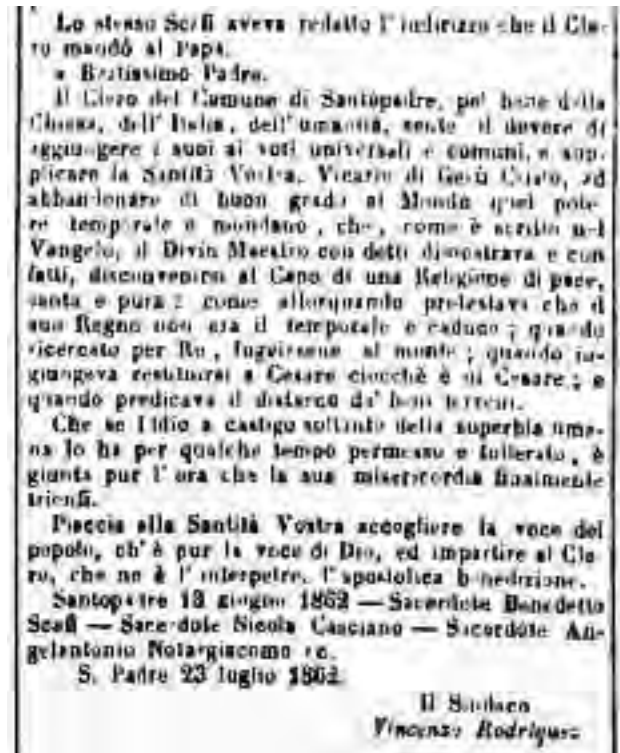 Lo stesso Scafi aveva redatto l'indirizzo che il Cle-
ro mandò al Papa.
« Beatissimo Padre.
Il Clero del Comune di Santopadre, pel bene della
Chiesa, dell'Italia, dell'umanità, sente il dovere di
aggiungere i suoi ai voti universali e comuni, e sup-
plicare la Santità Vostra, Vicario di Gesù Cristo, ad
abbandonare di buon grado al Mondo quel pote-
re temporale e mondano, che, come è scritto nel
Vangelo, il Divin Maestro con detti dimostrava e con
fatti, disconvenirsi al Capo di una Religione di pace,
santa e pura: come allorquando protestava che il
suo Regno non era il temporale e caduco; quando
ricercato per Re, fuggivasene al monte; quando in-
giungeva restituirsi a Cesare ciocchè è di Cesare; e
quando predicava il distacco da' beni terreni.
Che se Iddio a castigo soltanto della superbia uma-
na lo ha per qualche tempo permesso e tollerato, è
giunta pur l'ora che la sua misericordia finalmente
trionfi.
Piaccia alla Santità Vostra accogliere la voce del
popolo, ch'è pur la voce di Dio, ed impartire al Cle-
ro, che ne è l'interpetre, l'apostolica benedizione.
Santopadre 13 giugno 1862 — Sacerdote Benedetto
Scafi — Sacerdote Nicola Casciano — Sacerdote An-
gelantonio Notargiacomo ec.
S. Padre 23 luglio 1862.
Il Sindaco
Vincenzo Rodriquez